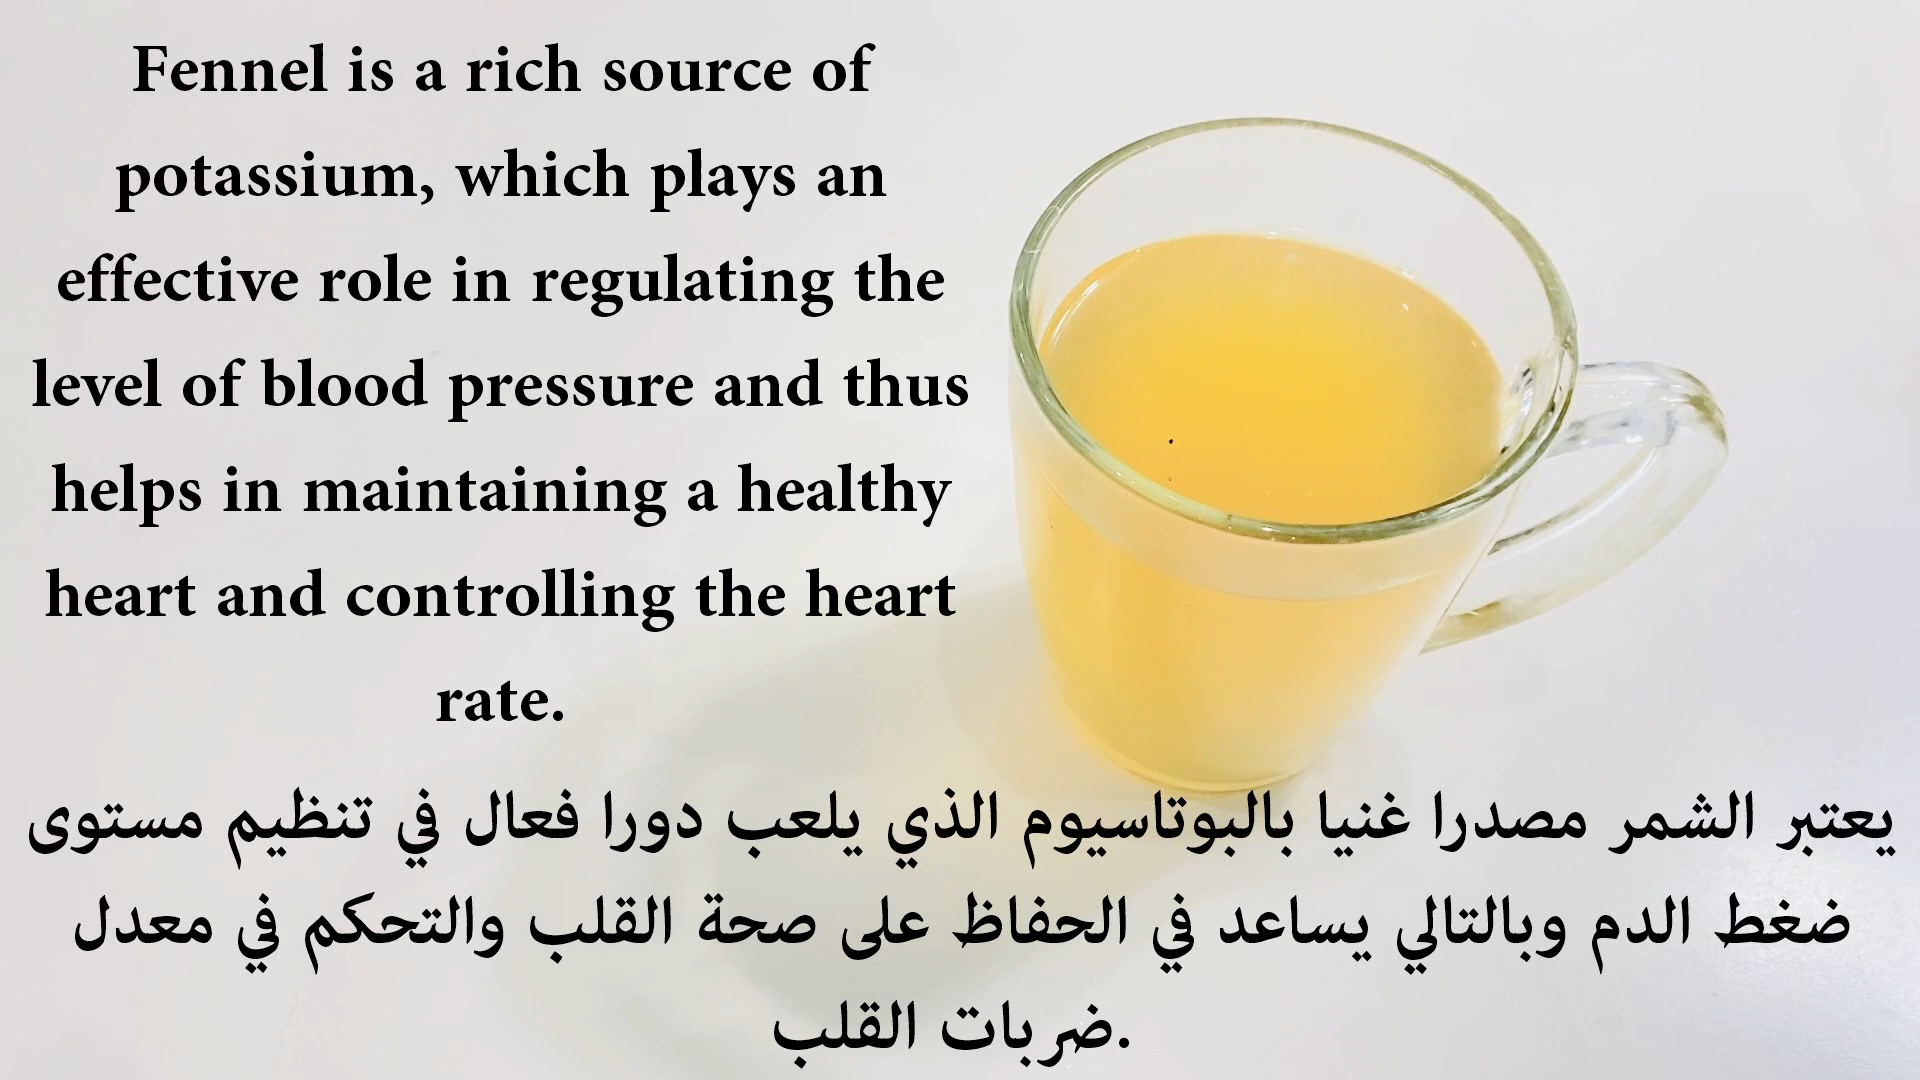 Fennel is a rich source of
potassium, which plays an
effective role in regulating the
level of blood pressure and thus
helps in maintaining a healthy
heart and controlling the heart
rate.
يعتبر الشمر مصدرا غنيا بالبوتاسيوم الذي يلعب دورا فعال في تنظيم مستوى
ضغط الدم وبالتالي يساعد في الحفاظ على صحة القلب والتحكم في معدل
.ضربات القلب